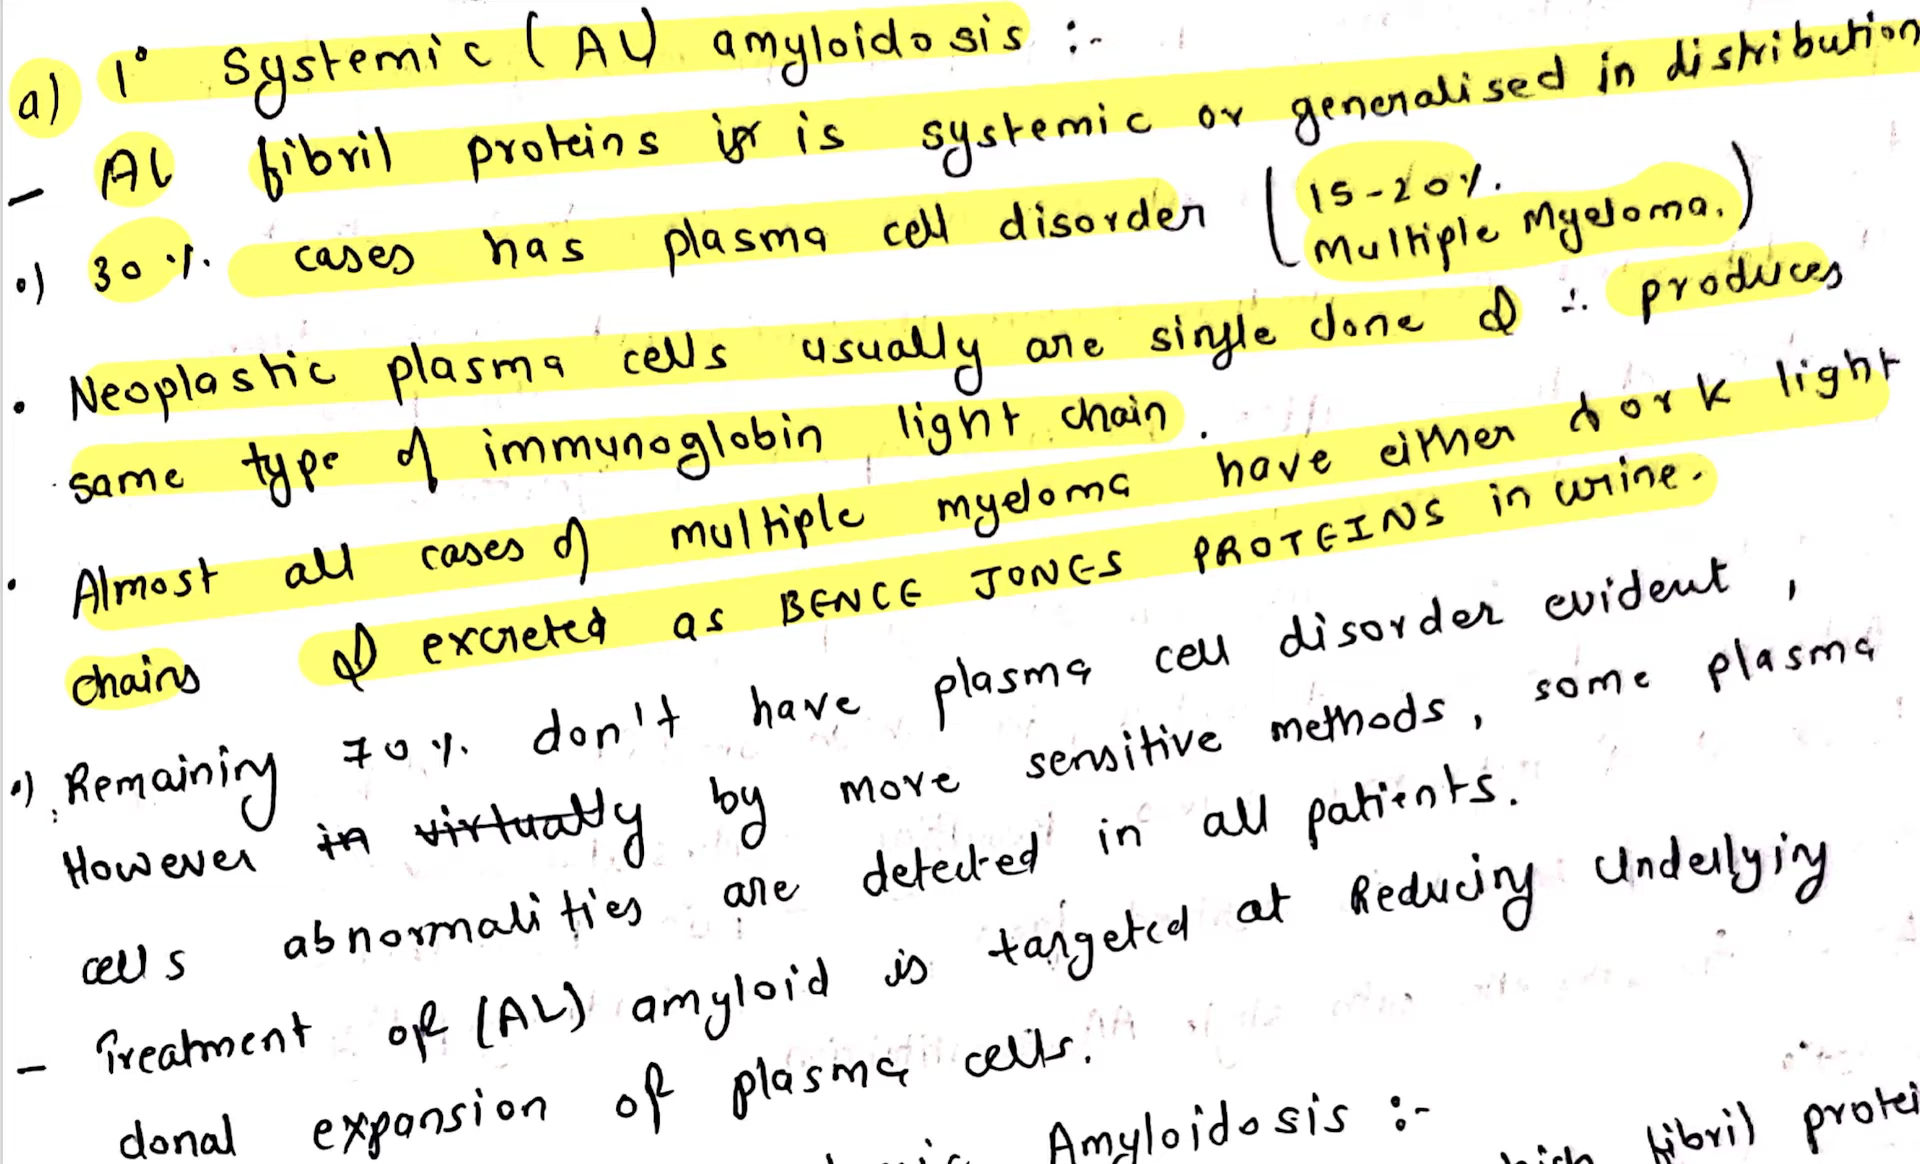 a) 1° Systemic (AL) amyloidosis :-
- AL fibril proteins is is systemic or generalised in distribution
•) 30 %. cases has plasma cell disorder (15-20%. Multiple Myeloma.)
• Neoplastic plasma cells usually are single clone & ∴ produces
same type of immunoglobin light chain.
• Almost all cases of multiple myeloma have either λ or K light
chains & excreted as BENCE JONES PROTEINS in urine.
•) Remaining 70 %. don't have plasma cell disorder evident,
However in virtually by more sensitive methods, some plasma
cells abnormalities are detected in all patients.
- Treatment of (AL) amyloid is targeted at Reducing Underlying
clonal expansion of plasma cells.
Amyloidosis :-
fibril protei